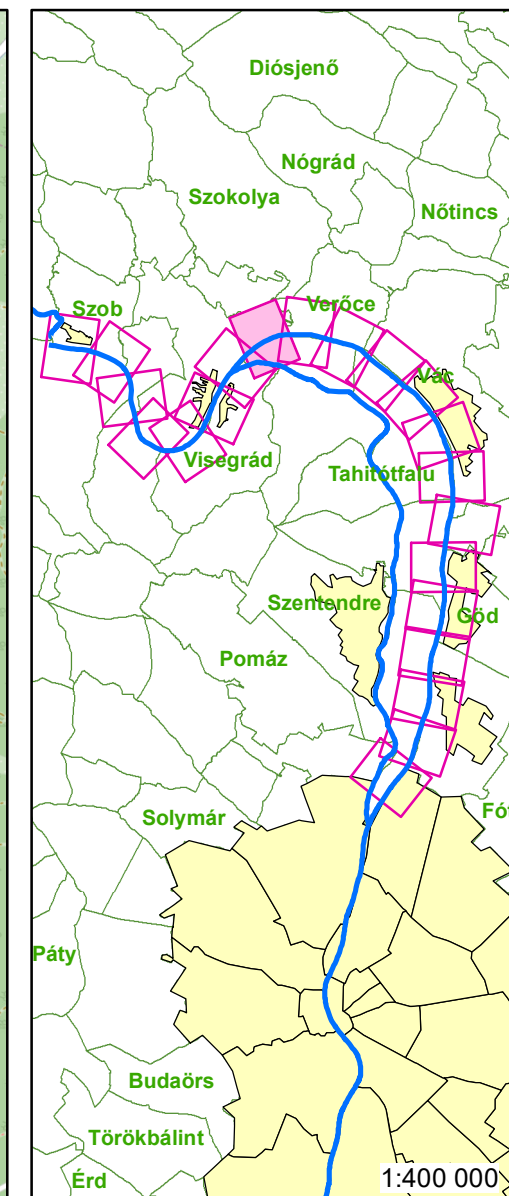 Diósjenő
Nógrád
Szokolya
Nőtincs
Szob
Verőce
Vác
Visegrád
Tahitótfalu
Szentendre
Göd
Pomáz
Solymár
Fót
Páty
Budaörs
Törökbálint
Érd
1:400 000